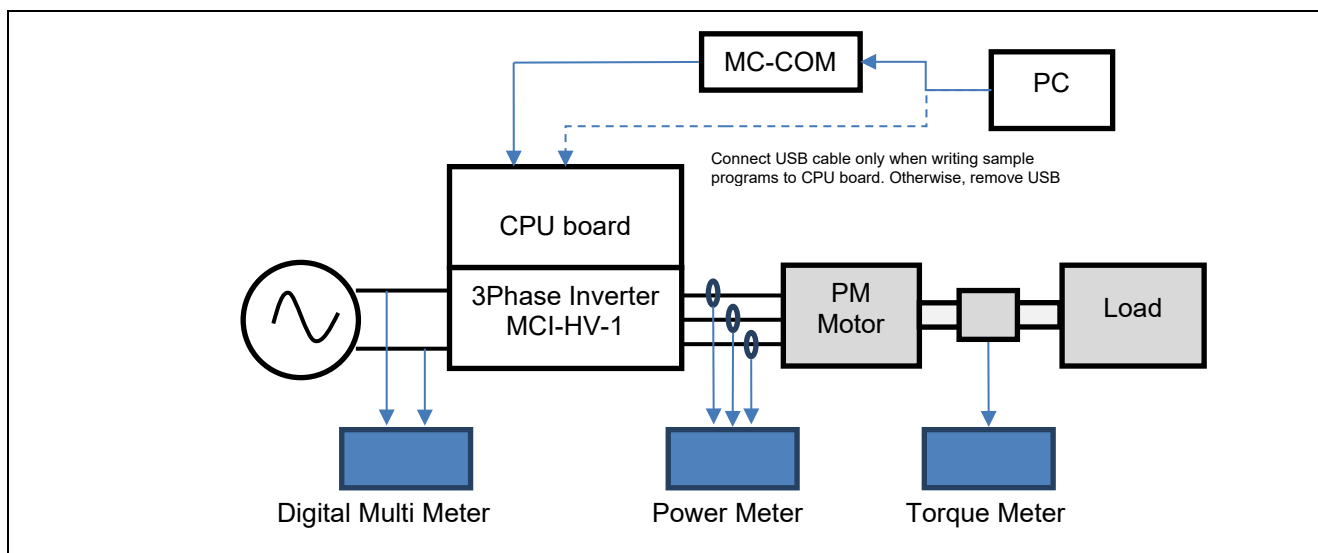 MC-COM
PC
Connect USB cable only when writing sample
programs to CPU board. Otherwise, remove USB
CPU board
3Phase Inverter
MCI-HV-1
PM
Motor
Load
Digital Multi Meter
Power Meter
Torque Meter